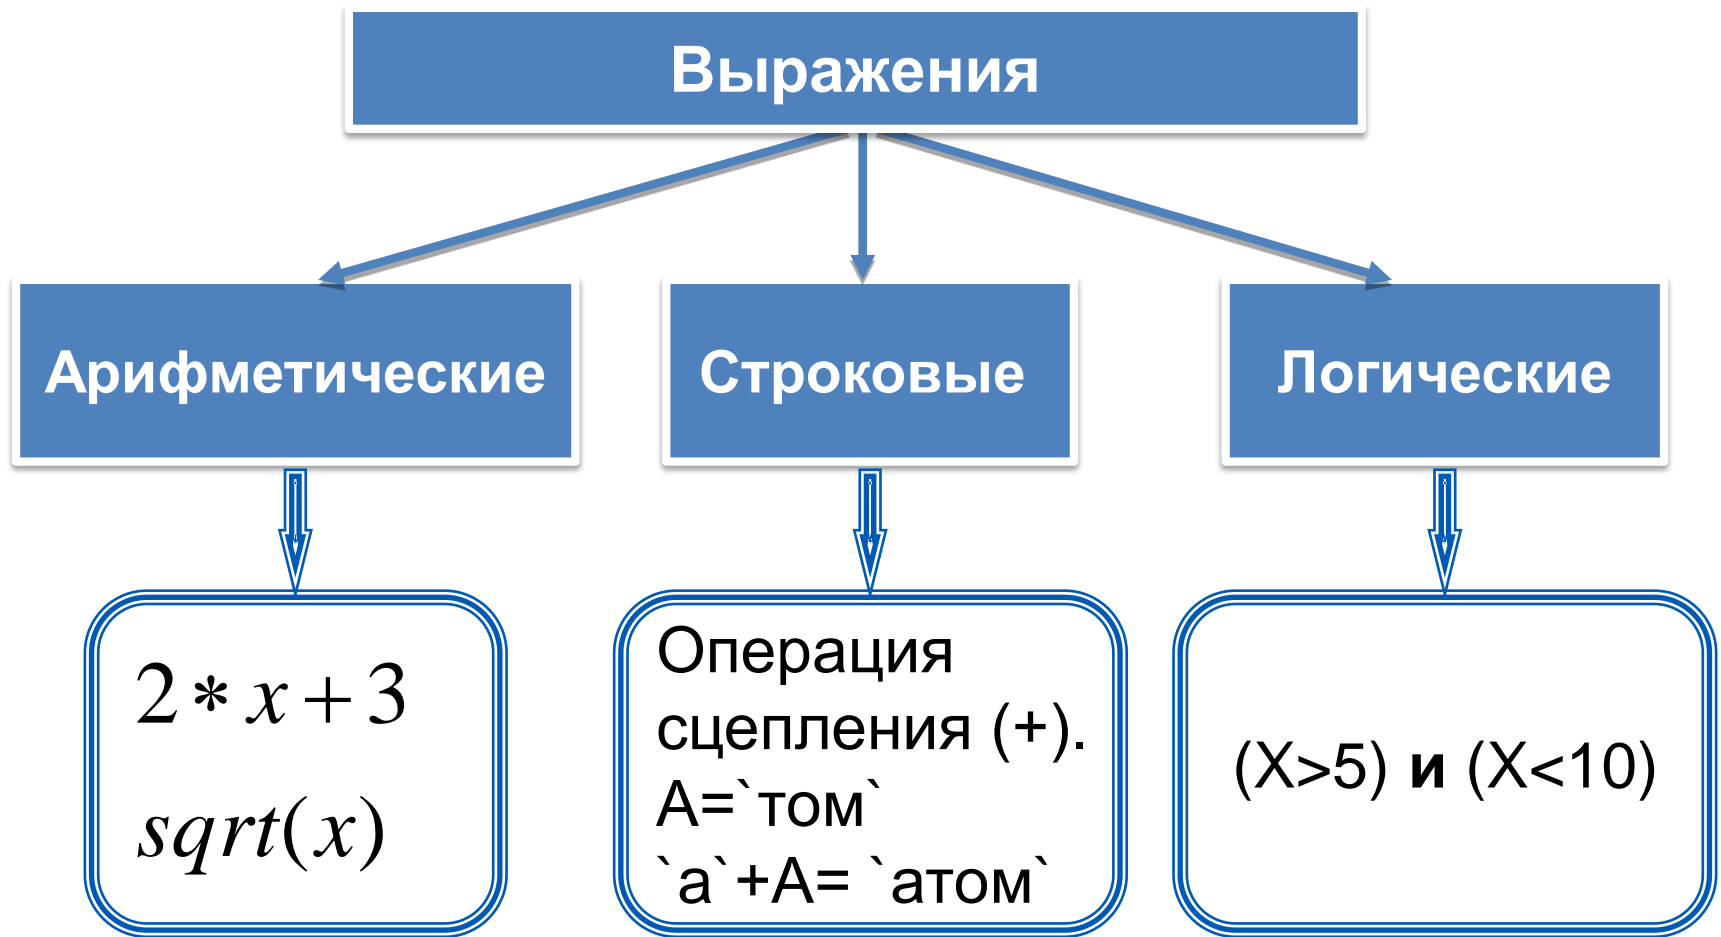 Выражения
Арифметические
Строковые
Логические
2*x+3
sqrt(x)
Операция
сцепления (+).
А=`том`
`а`+А= `атом`
(X>5) и (X<10)